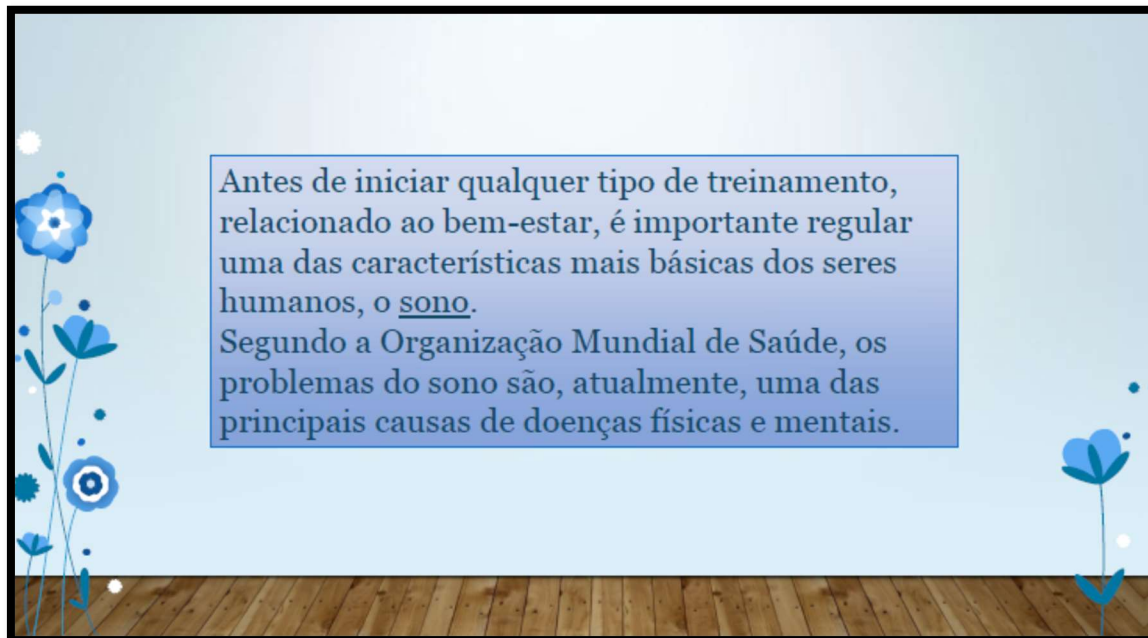 Antes de iniciar qualquer tipo de treinamento,
relacionado ao bem-estar, é importante regular
uma das características mais básicas dos seres
humanos, o sono.
Segundo a Organização Mundial de Saúde, os
problemas do sono são, atualmente, uma das
principais causas de doenças físicas e mentais.